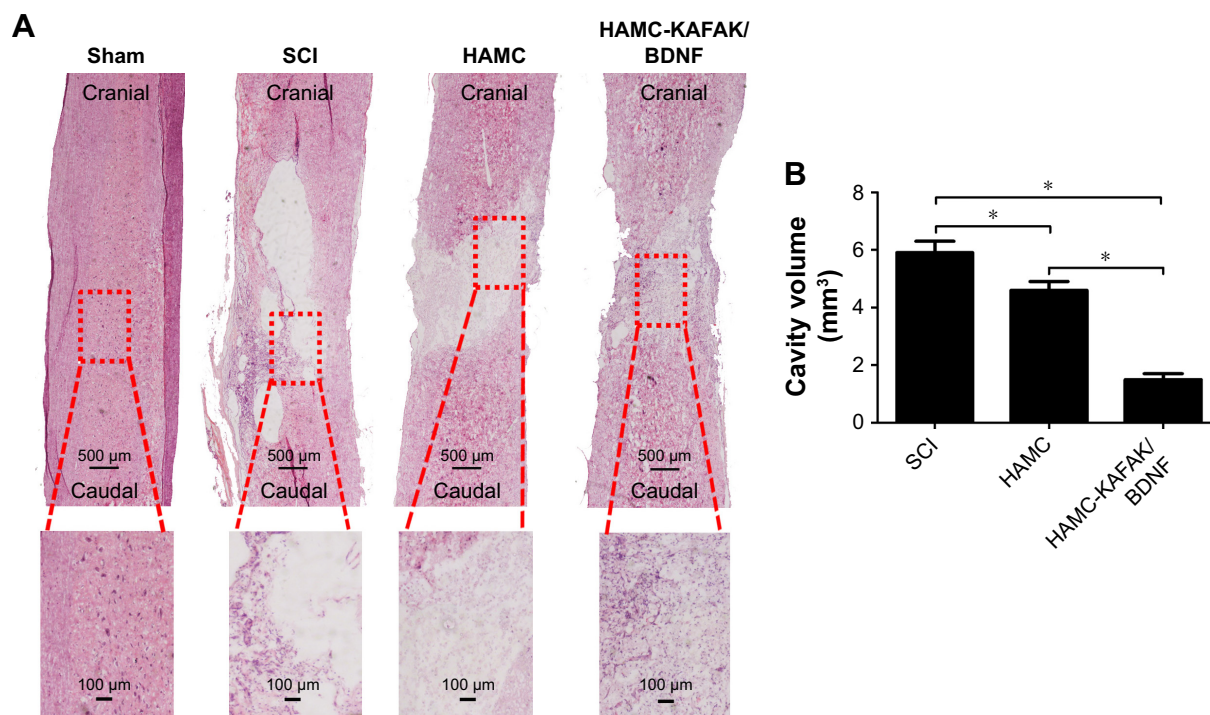 A
Sham
SCI
HAMC
HAMC-KAFAK/
BDNF
Cranial
Cranial
Cranial
500 µm
500 µm
500 µm
500 µm
Caudal
Caudal
Caudal
100 µm
100 µm
100 µm
100 µm
B
Cavity volume
(mm³)
8
6
4
2
0
*
*
*
SCI
HAMC
HAMC-KAFAK/
BDNF